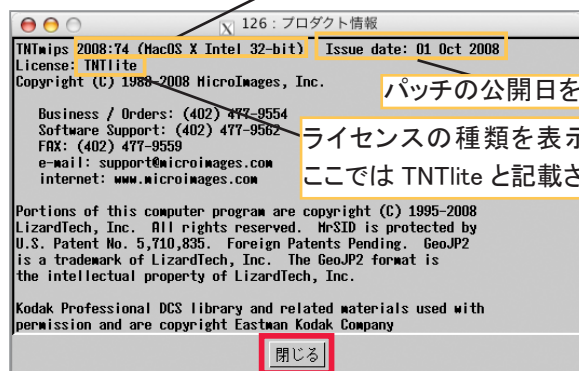 126 : プロダクト情報
TNTmips 2008:74 (MacOS X Intel 32-bit) Issue date: 01 Oct 2008
License: TNTlite
Copyright (C) 1988-2008 MicroImages, Inc.
パッチの公開日を
Business / Orders: (402) 477-9554
Software Support: (402) 477-9562
FAX: (402) 477-9559
e-mail: support@microimages.com
internet: www.microimages.com
ライセンスの種類を表示
ここでは TNTlite と記載さ
Portions of this computer program are copyright (C) 1995-2008
LizardTech, Inc. All rights reserved. MrSID is protected by
U.S. Patent No. 5,710,835. Foreign Patents Pending. GeoJP2
is a trademark of LizardTech, Inc. The GeoJP2 format is
the intellectual property of LizardTech, Inc.
Kodak Professional DCS library and related materials used with
permission and are copyright Eastman Kodak Company
閉じる